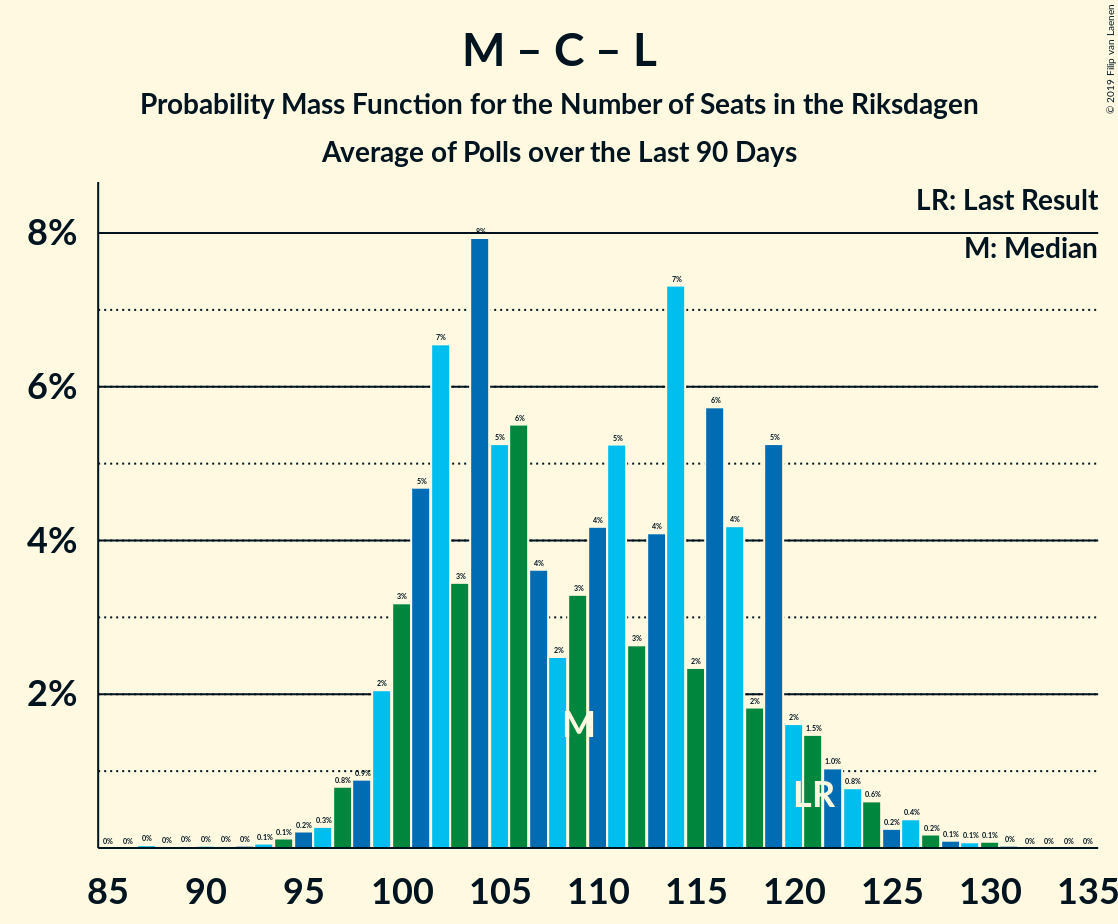 M – C – L
Probability Mass Function for the Number of Seats in the Riksdagen
Average of Polls over the Last 90 Days
© 2019 Filip van Laenen
LR: Last Result
M: Median
8%
6%
4%
2%
0% 0% 0% 0% 0% 0% 0% 0% 0.1% 0.1% 0.2% 0.3% 0.8% 0.9% 2% 3% 5% 7% 3% 8% 5% 6% 4% 2% 3% 4% 5% 3% 4% 7% 2% 6% 4% 2% 5% 2% 1.5% 1.0% 0.8% 0.6% 0.2% 0.4% 0.2% 0.1% 0.1% 0.1% 0% 0% 0% 0% 0%
M
LR
85 90 95 100 105 110 115 120 125 130 135